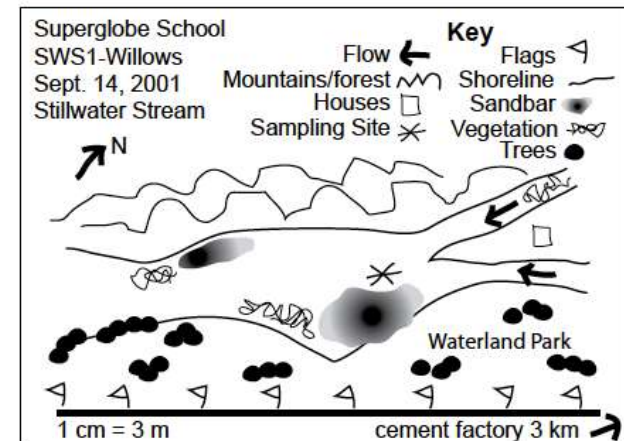 Superglobe School
SWS1-Willows
Sept. 14, 2001
Stillwater Stream
N
Key
Flow
Mountains/forest
Houses
Sampling Site
Flags
Shoreline
Sandbar
Vegetation
Trees
Waterland Park
1 cm = 3 m
cement factory 3 km